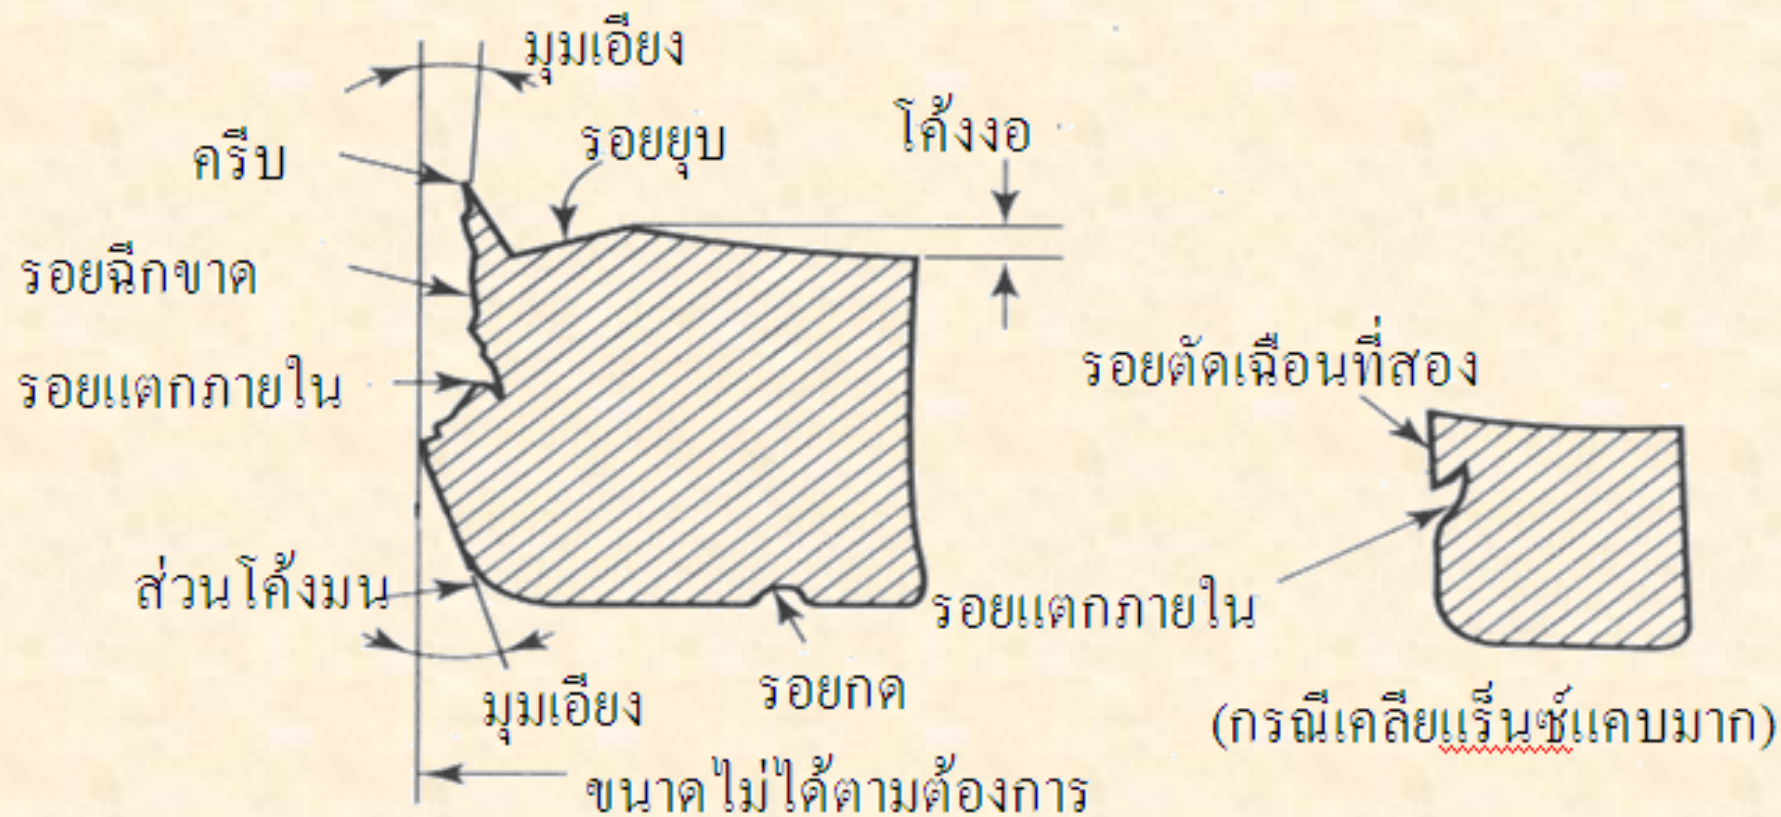 มุมเอียง
โค้งงอ
รอยยุบ
ครีบ
รอยฉีกขาด
รอยตัดเฉือนที่สอง
รอยแตกภายใน
ส่วนโค้งมน
รอยแตกภายใน
รอยกด
มุมเอียง
(กรณีเคลียแร็นซ์แคบมาก)
ขนาดไม่ได้ตามต้องการ